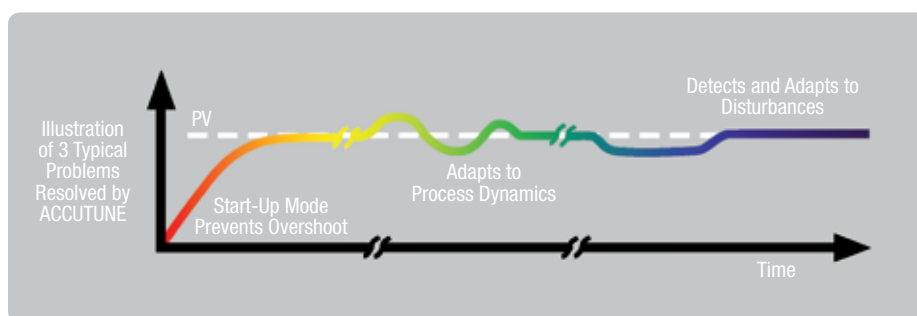 Illustration
of 3 Typical
Problems
Resolved by
ACCUTUNE
PV
Start-Up Mode
Prevents Overshoot
Adapts to
Process Dynamics
Detects and Adapts to
Disturbances
Time